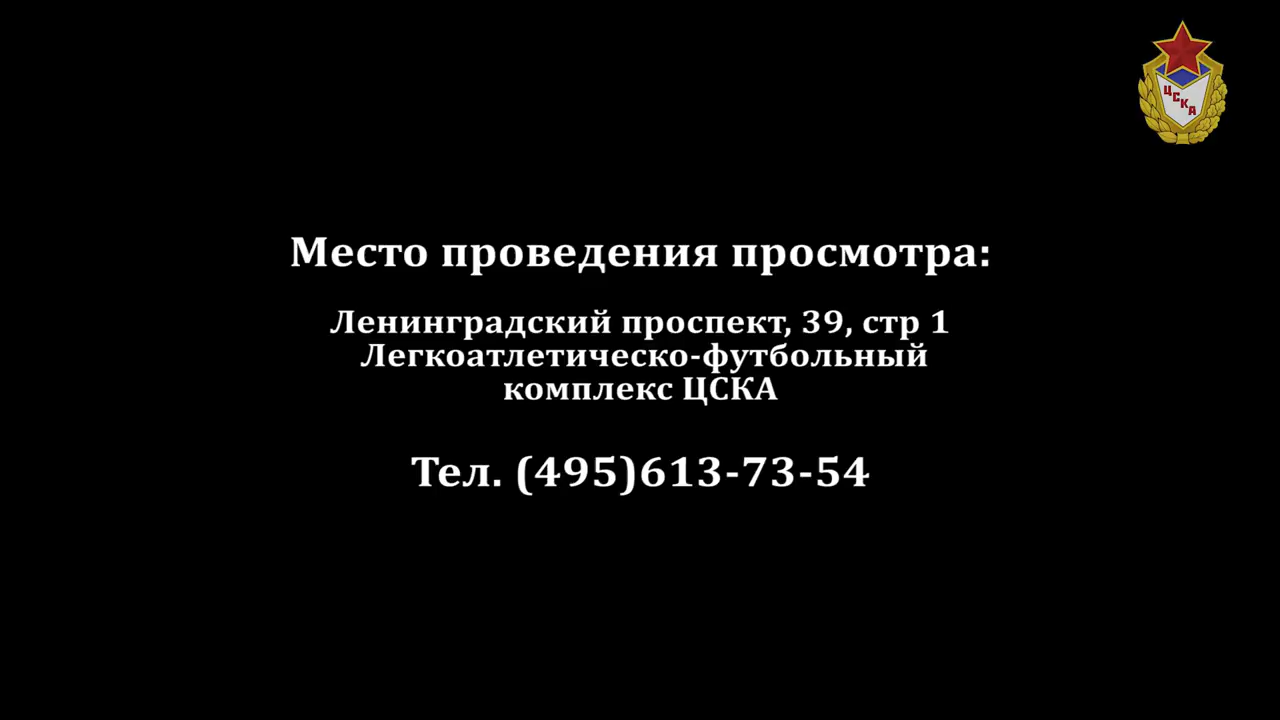 ЦСКА
Место проведения просмотра:
Ленинградский проспект, 39, стр 1
Легкоатлетическо-футбольный
комплекс ЦСКА
Тел. (495)613-73-54